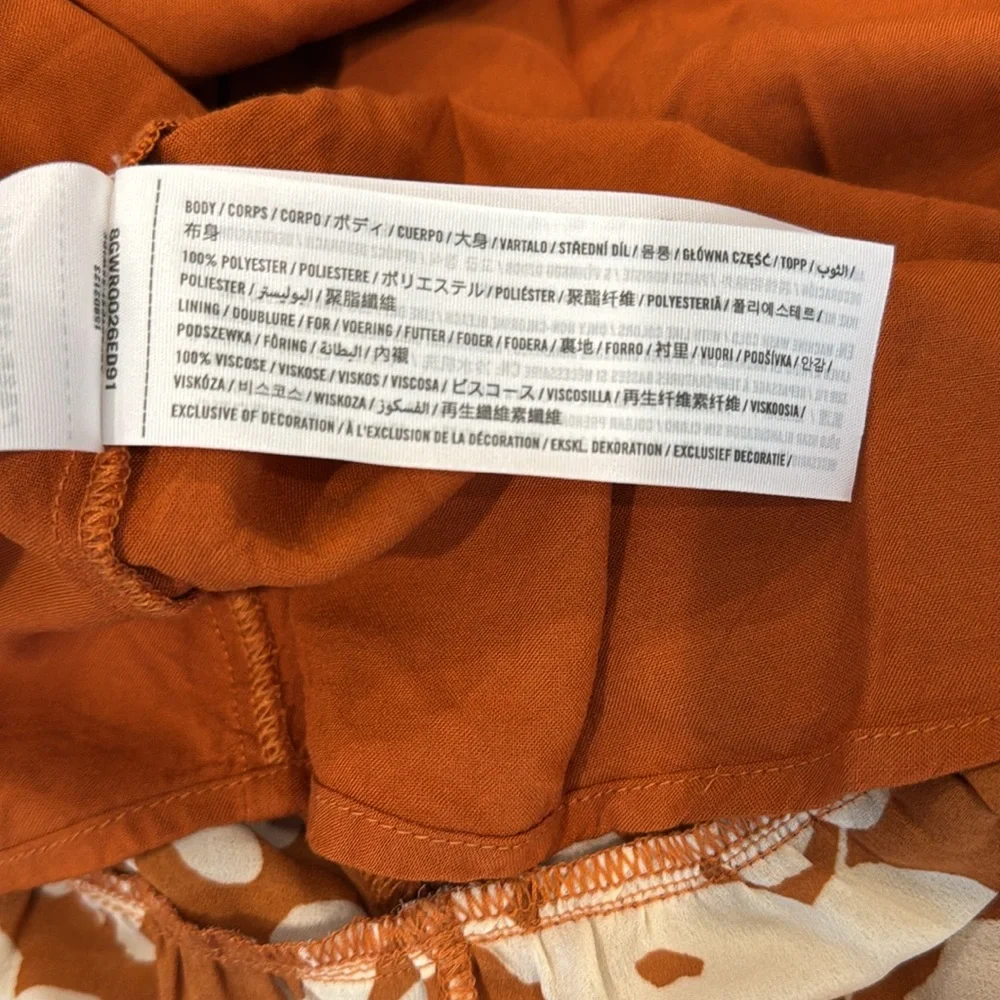 BODY / CORPS / CORPO / ボディ / CUERPO / 大身 / VARTALO / STŘEDNÍ DÍL / 몸통 / GŁÓWNA CZĘŚĆ / TOPP / الثوب /
布身
100% POLYESTER / POLIESTERE / ポリエステル / POLIÉSTER / 聚酯纤维 / POLYESTERIÄ / 폴리에스테르 /
POLIESTER / البوليستر / 聚脂纖維
LINING / DOUBLURE / FOR / VOERING / FUTTER / FODER / FODERA / 裏地 / FORRO / 衬里 / VUORI / PODŠÍVKA / 안감 /
PODSZEWKA / FÔRING / البطانة / 內襯
100% VISCOSE / VISKOSE / VISKOS / VISCOSA / ビスコース / VISCOSILLA / 再生纤维素纤维 / VISKOOSIA /
VISKÓZA / 비스코스 / WISKOZA / الفسكوز / 再生纖維素纖維
EXCLUSIVE OF DECORATION / À L'EXCLUSION DE LA DÉCORATION / EKSKL. DEKORATION / EXCLUSIEF DECORATIE /
8GWR0026ED91